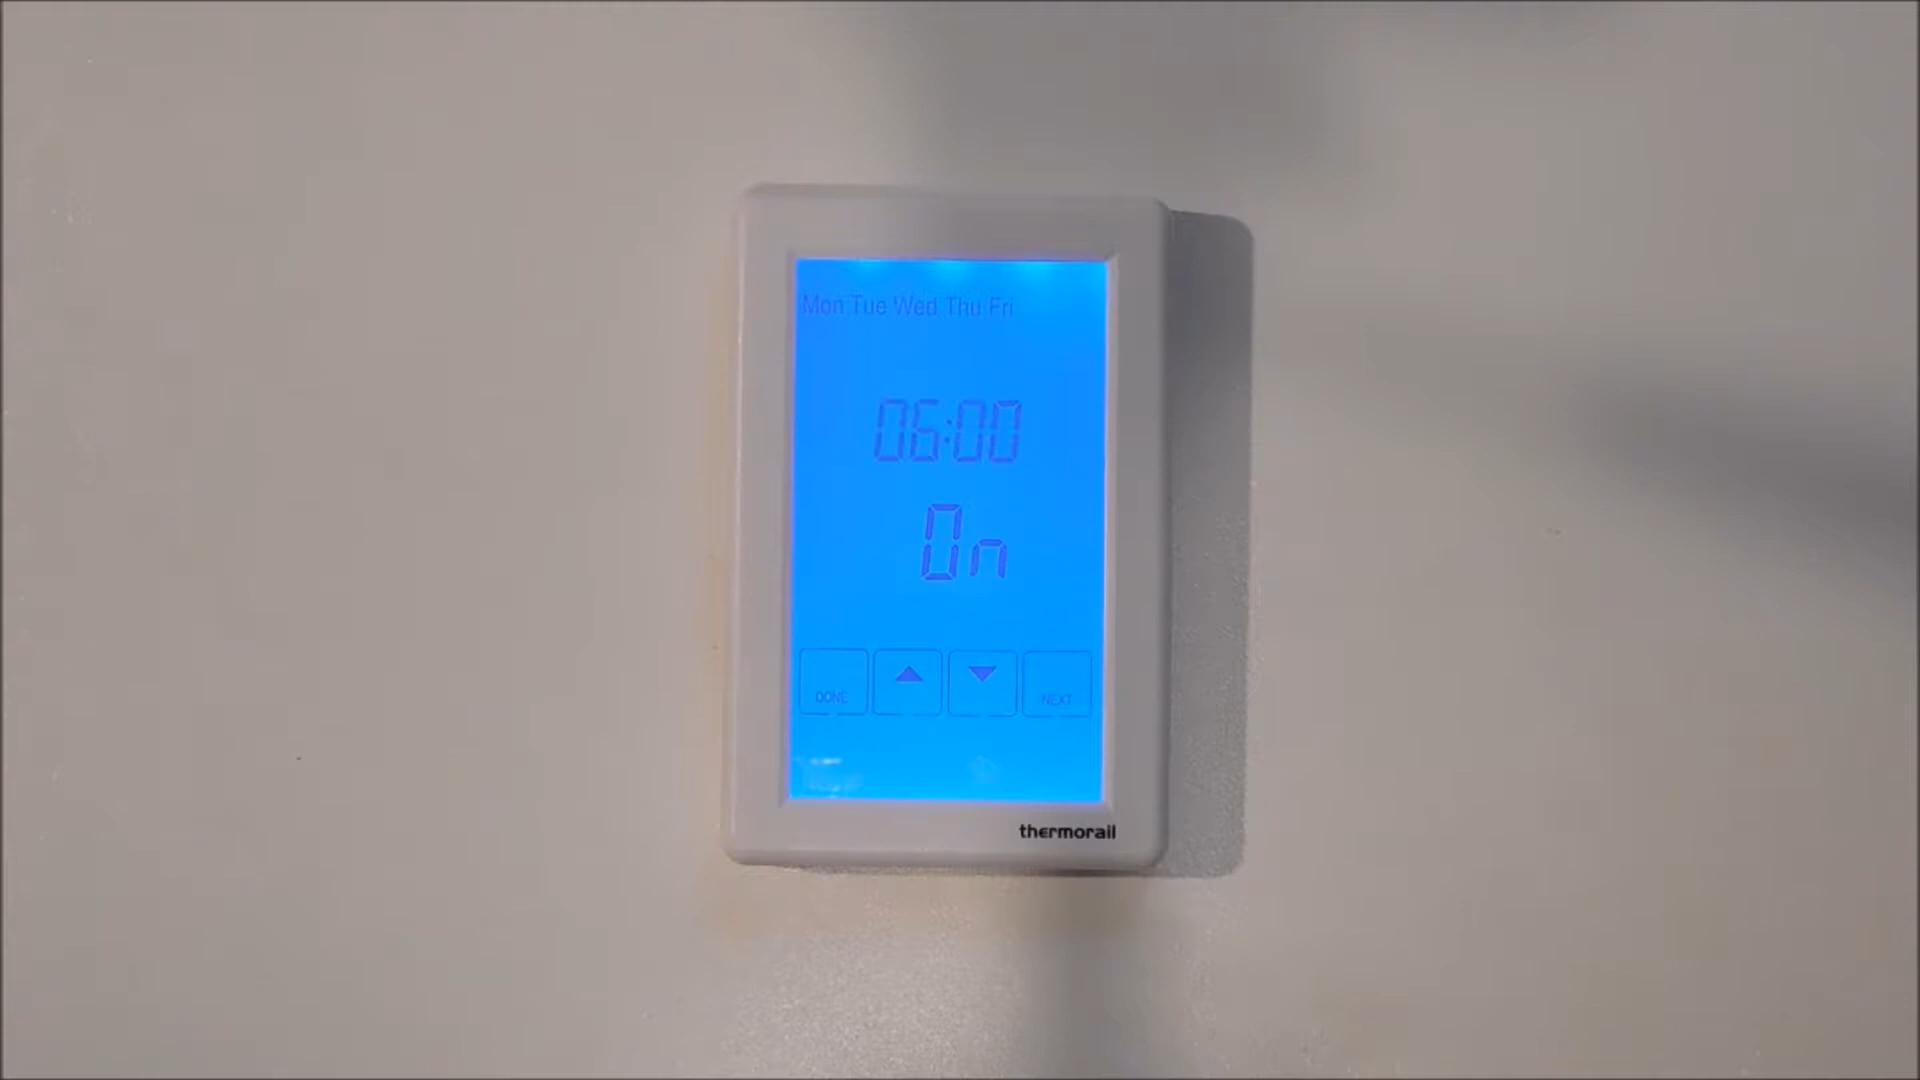 Mon Tue Wed Thu Fri
06:00
On
DONE
NEXT
thermorail